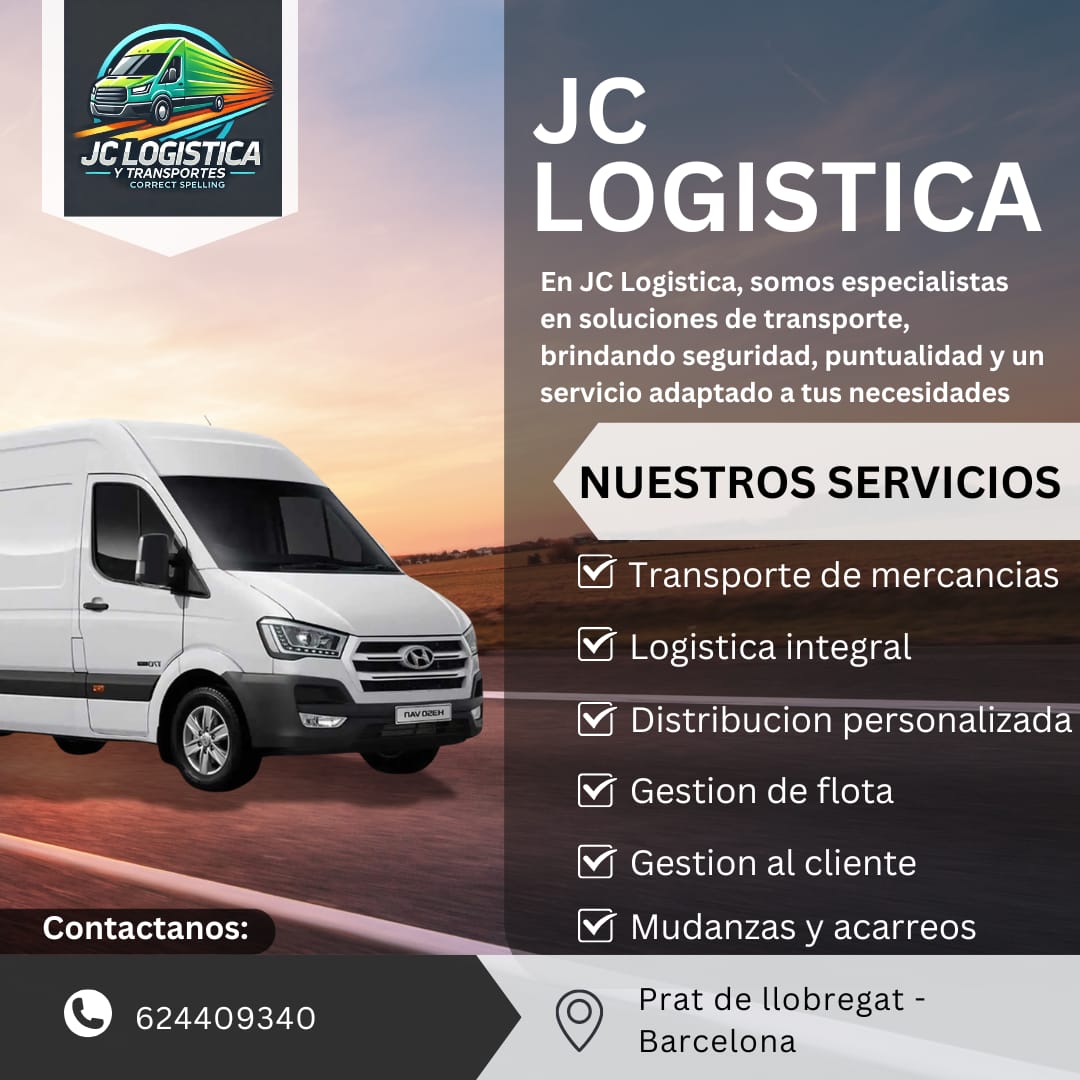 JC LOGISTICA
Y TRANSPORTES
CORRECT SPELLING
JC
LOGISTICA
En JC Logistica, somos especialistas
en soluciones de transporte,
brindando seguridad, puntualidad y un
servicio adaptado a tus necesidades
NUESTROS SERVICIOS
Transporte de mercancias
Logistica integral
Distribucion personalizada
Gestion de flota
Gestion al cliente
Mudanzas y acarreos
Contactanos:
624409340
Prat de llobregat -
Barcelona